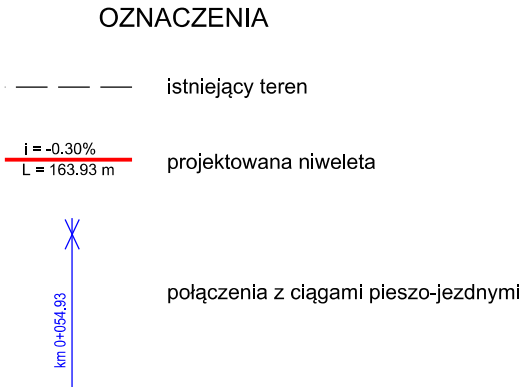 OZNACZENIA
istniejący teren
i = -0.30%
L = 163.93 m
projektowana niweleta
km 0+054.93
połączenia z ciągami pieszo-jezdnymi